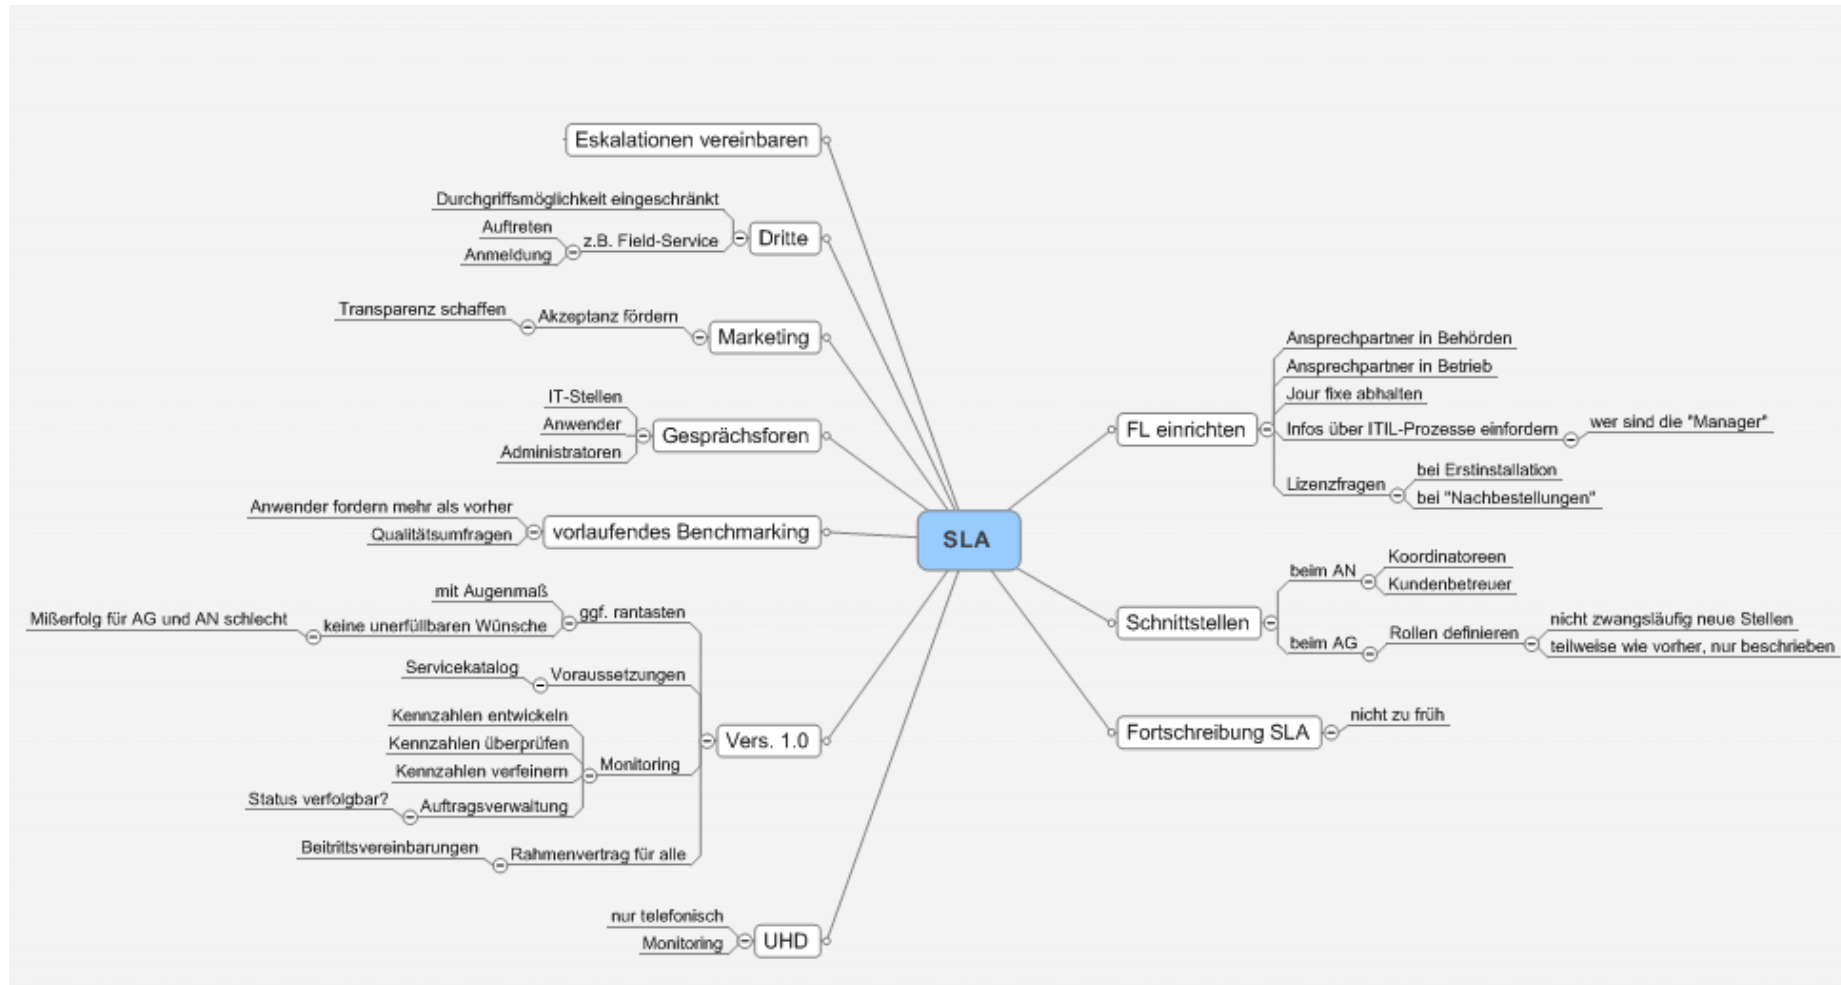 Eskalationen vereinbaren
Durchgriffsmöglichkeit eingeschränkt
Auftreten
Anmeldung
z.B. Field-Service
Dritte
Transparenz schaffen
Akzeptanz fördern
Marketing
IT-Stellen
Anwender
Administratoren
Gesprächsforen
Anwender fordern mehr als vorher
Qualitätsumfragen
vorlaufendes Benchmarking
mit Augenmaß
Mißerfolg für AG und AN schlecht
keine unerfüllbaren Wünsche
ggf. rantasten
Servicekatalog
Voraussetzungen
Kennzahlen entwickeln
Kennzahlen überprüfen
Kennzahlen verfeinern
Status verfolgbar?
Auftragsverwaltung
Monitoring
Beitrittsvereinbarungen
Rahmenvertrag für alle
Vers. 1.0
nur telefonisch
Monitoring
UHD
SLA
FL einrichten
Ansprechpartner in Behörden
Ansprechpartner in Betrieb
Jour fixe abhalten
Infos über ITIL-Prozesse einfordern
wer sind die "Manager"
Lizenzfragen
bei Erstinstallation
bei "Nachbestellungen"
Schnittstellen
beim AN
Koordinatoreen
Kundenbetreuer
beim AG
Rollen definieren
nicht zwangsläufig neue Stellen
teilweise wie vorher, nur beschrieben
Fortschreibung SLA
nicht zu früh